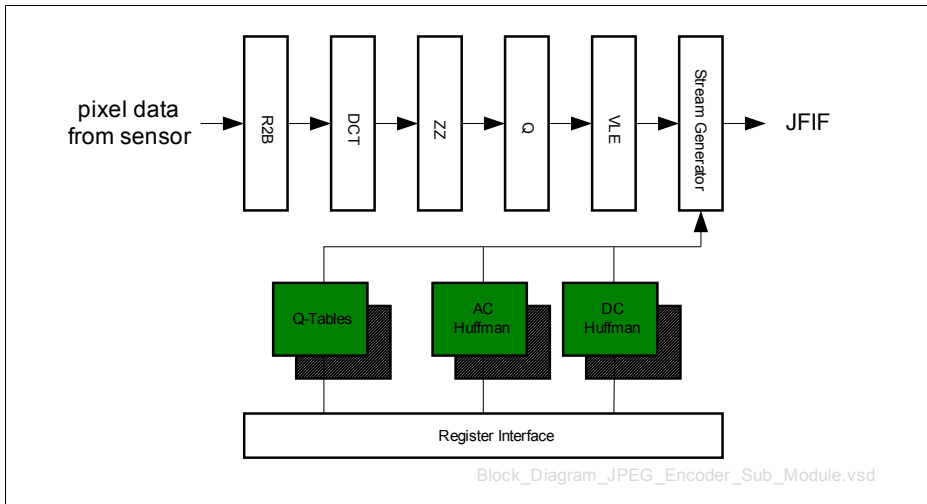 pixel data
from sensor
R2B
DCT
ZZ
Q
VLE
Stream Generator
JFIF
Q-Tables
AC
Huffman
DC
Huffman
Register Interface
Block_Diagram_JPEG_Encoder_Sub_Module.vsd